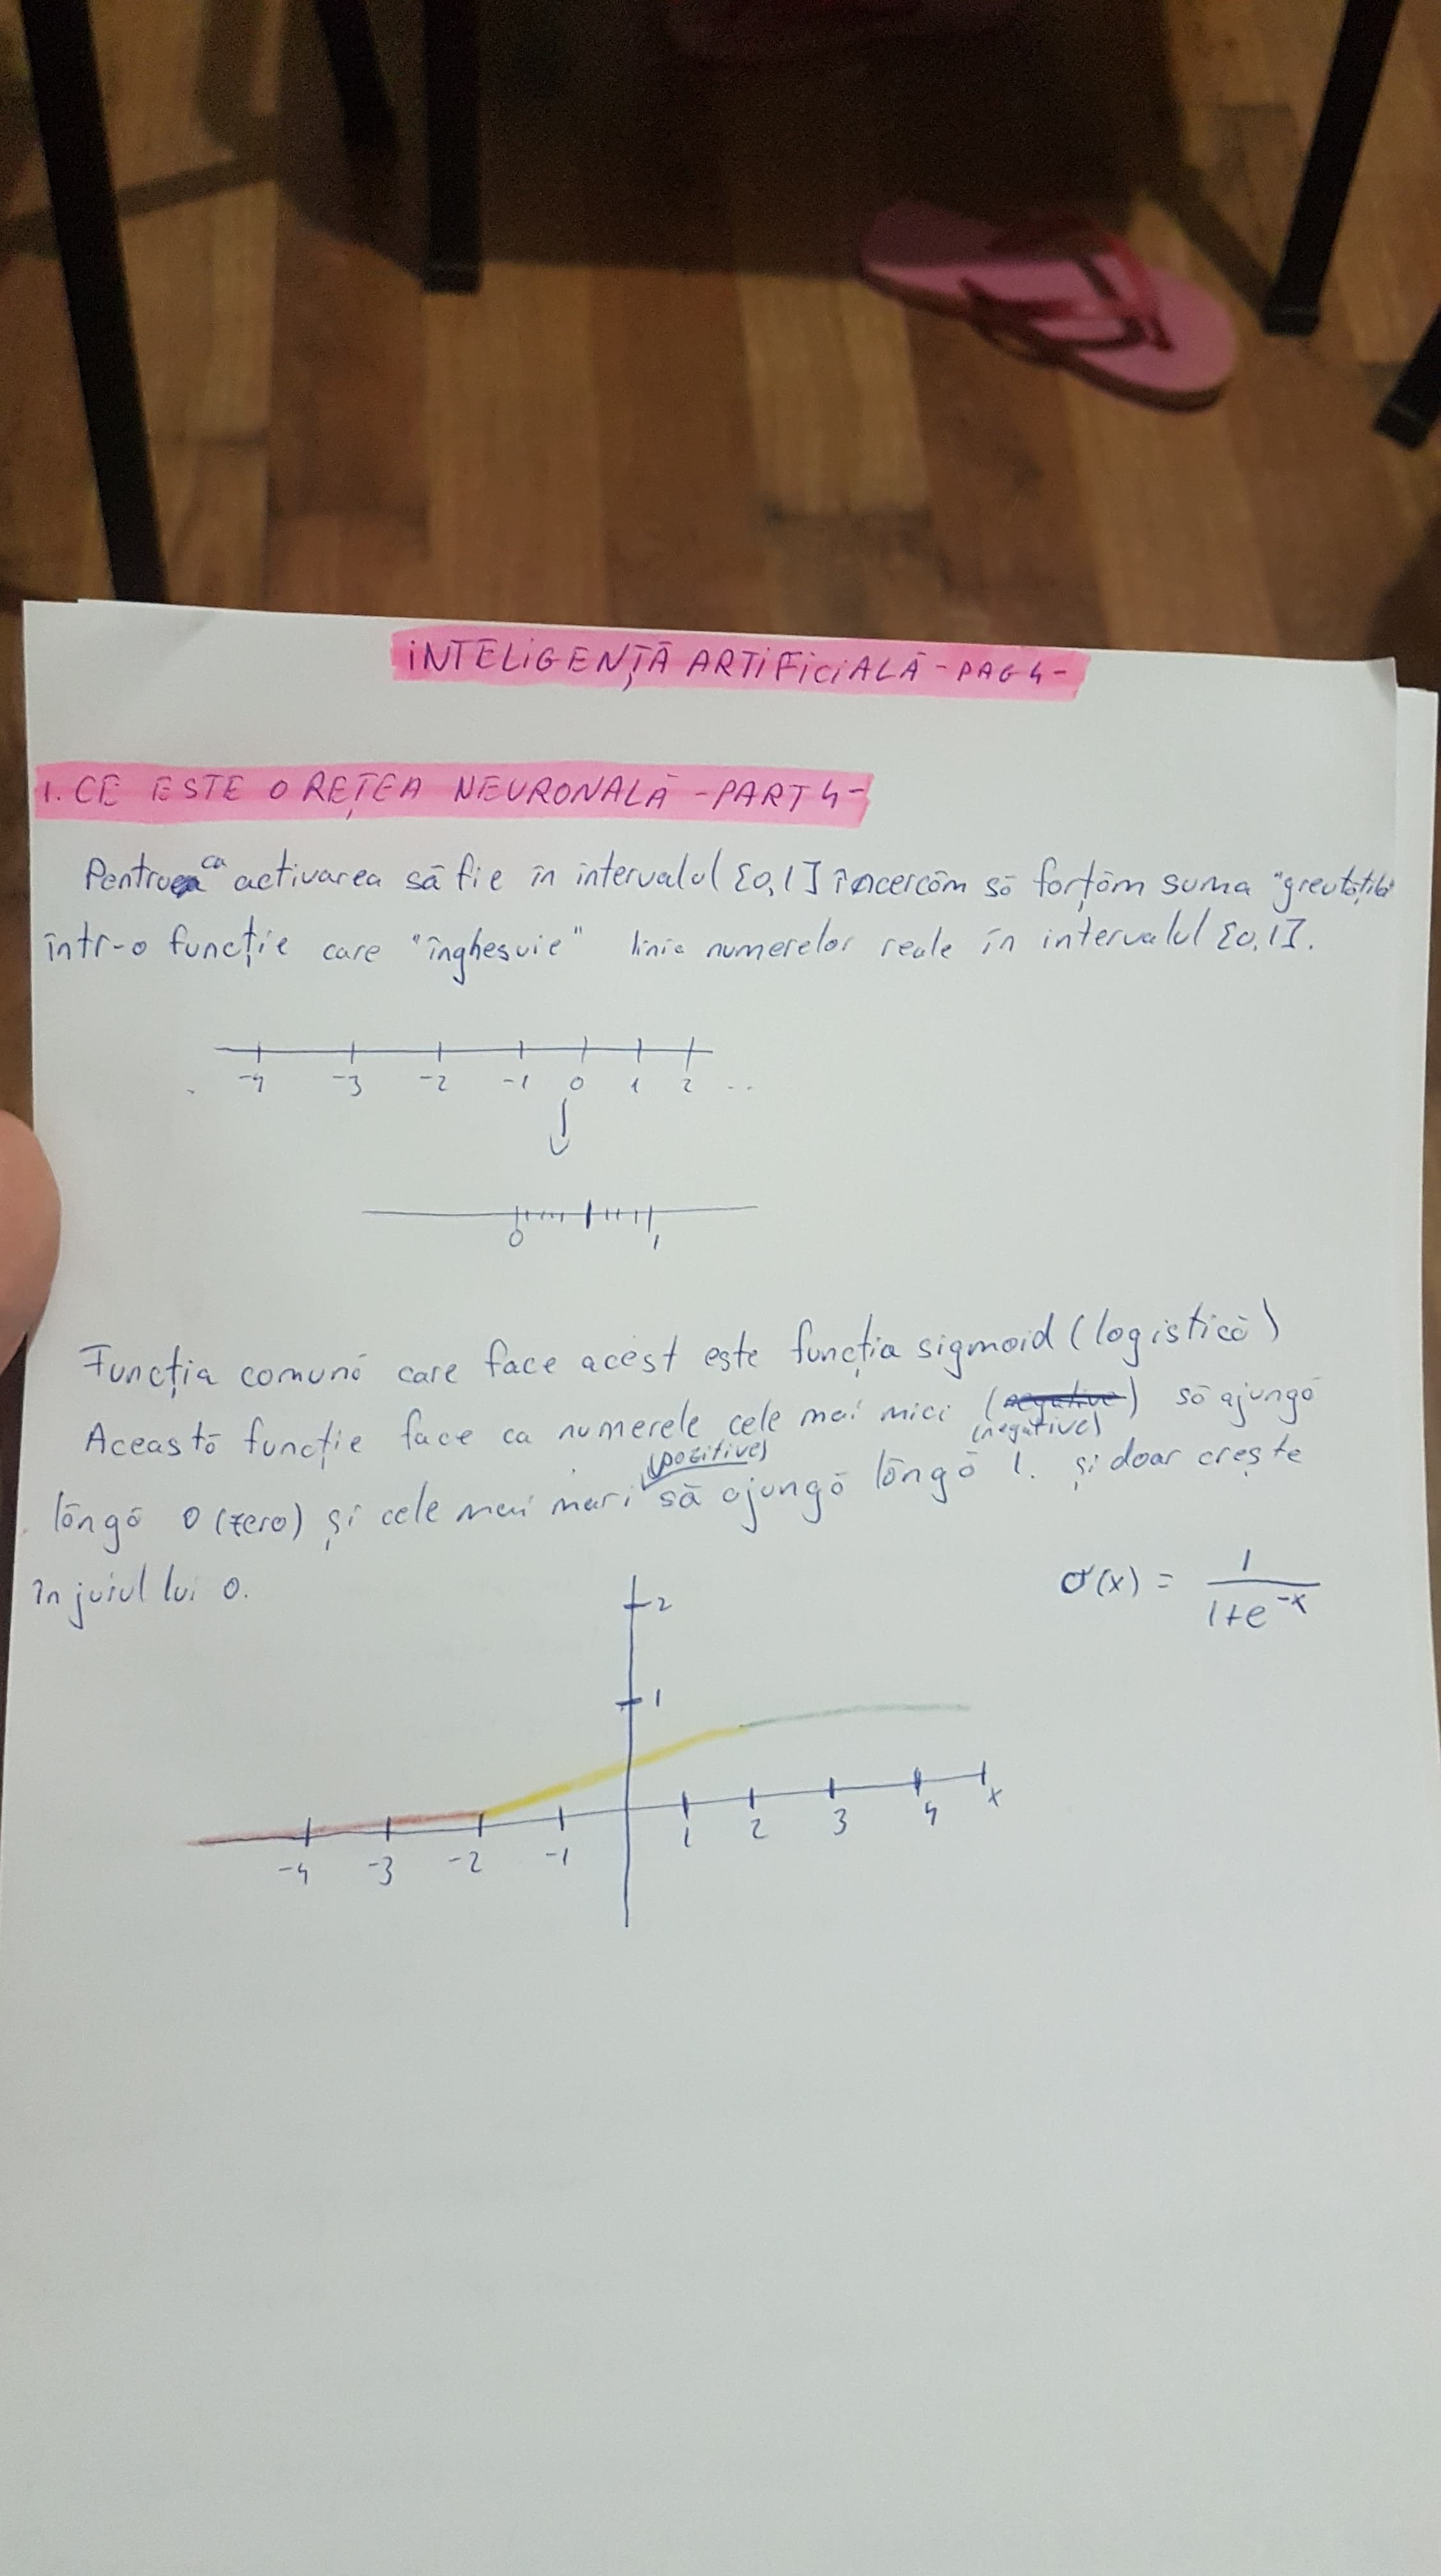 INTELIGENȚĂ ARTIFICIALĂ - PAG 4 -
1. CE ESTE O REȚEA NEURONALĂ - PART 4 -
Pentru ca activarea să fie în intervalul [0,1] încercăm să forțăm suma "greutăților"
într-o funcție care "înghesuie" linia numerelor reale în intervalul [0,1].
-4 -3 -2 -1 0 1 2 ..
0 1
Funcția comună care face acest este funcția sigmoid (logistică)
Această funcție face ca numerele cele mai mici (negative) să ajungă
(negative)
(pozitive)
lângă 0 (zero) și cele mai mari să ajungă lângă 1. și doar crește
în jurul lui 0.
σ(x) = 1 / 1+e^-x
2
1
-4 -3 -2 -1 1 2 3 4 x